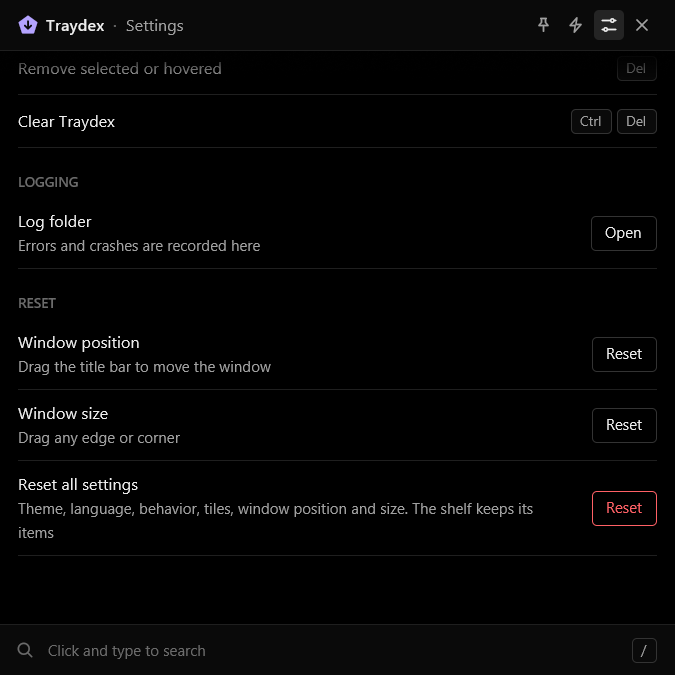 Traydex · Settings
Remove selected or hovered Del
Clear Traydex Ctrl Del
LOGGING
Log folder
Errors and crashes are recorded here
Open
RESET
Window position
Drag the title bar to move the window
Reset
Window size
Drag any edge or corner
Reset
Reset all settings
Theme, language, behavior, tiles, window position and size. The shelf keeps its
items
Reset
Click and type to search /